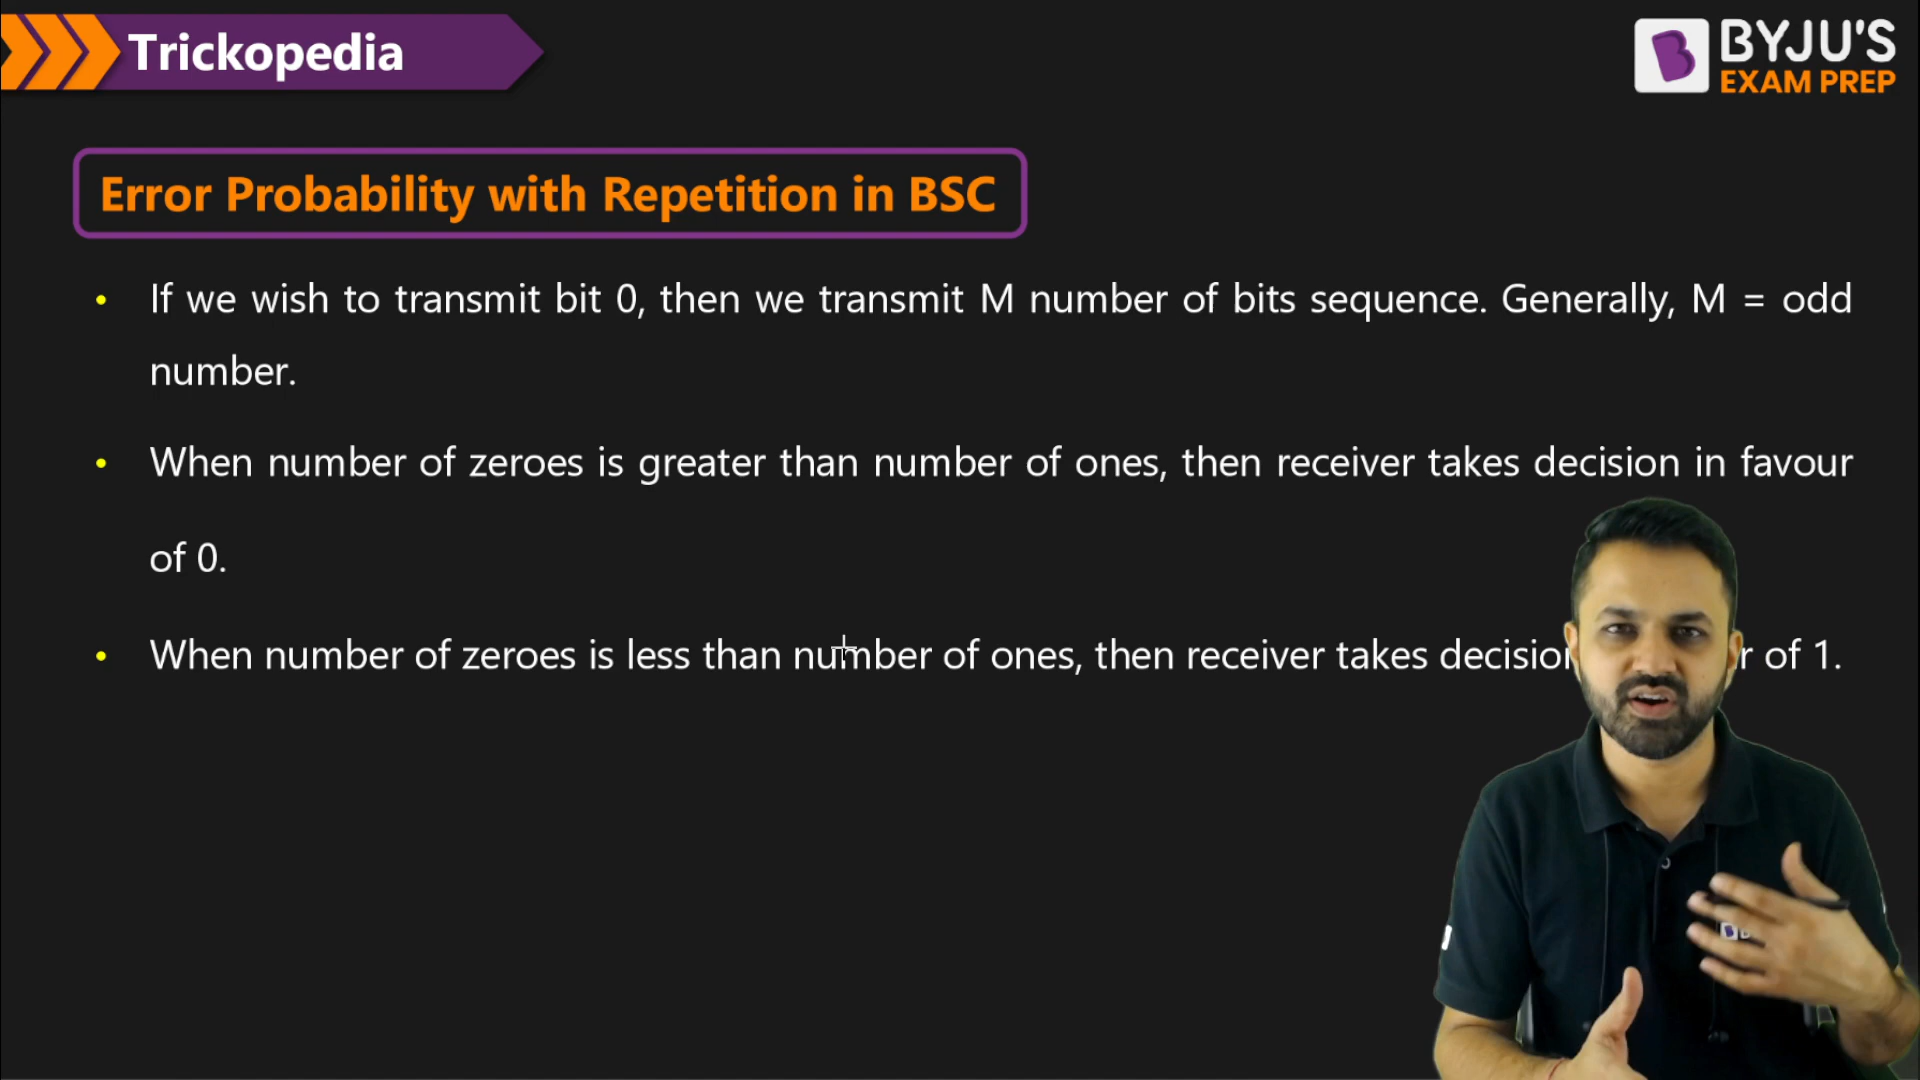 Trickopedia
BYJU'S
EXAM PREP
Error Probability with Repetition in BSC
• If we wish to transmit bit 0, then we transmit M number of bits sequence. Generally, M = odd
number.
• When number of zeroes is greater than number of ones, then receiver takes decision in favour
of 0.
• When number of zeroes is less than number of ones, then receiver takes of 1.